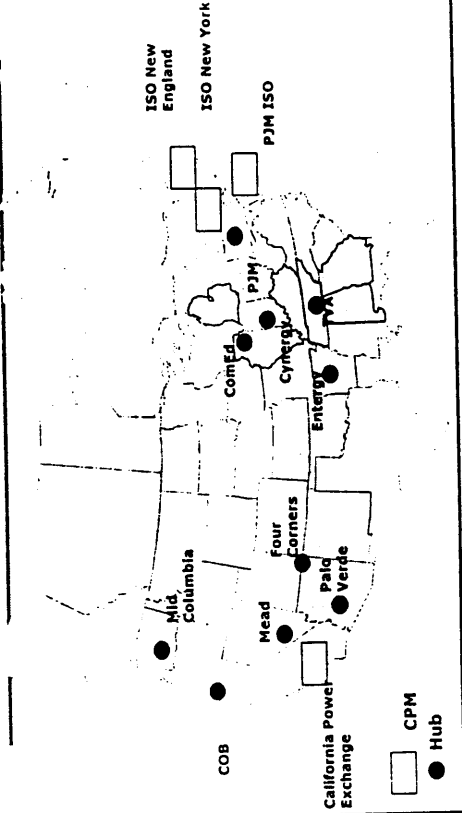 ISO New
England
ISO New York
PJM ISO
PJM
ComEd
Cynergy
TVA
Entergy
Four
Corners
Mid
Columbia
Palo
Verde
Mead
COB
California Power
Exchange
CPM
Hub